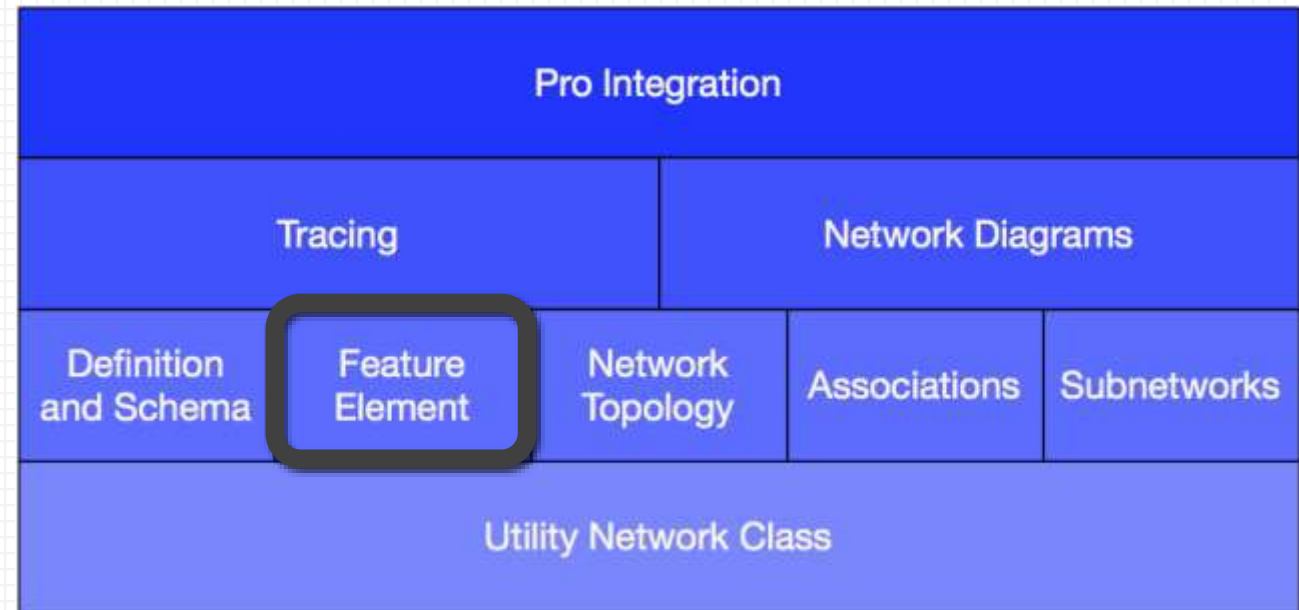 Pro Integration
Tracing
Network Diagrams
Definition
and Schema
Feature
Element
Network
Topology
Associations
Subnetworks
Utility Network Class